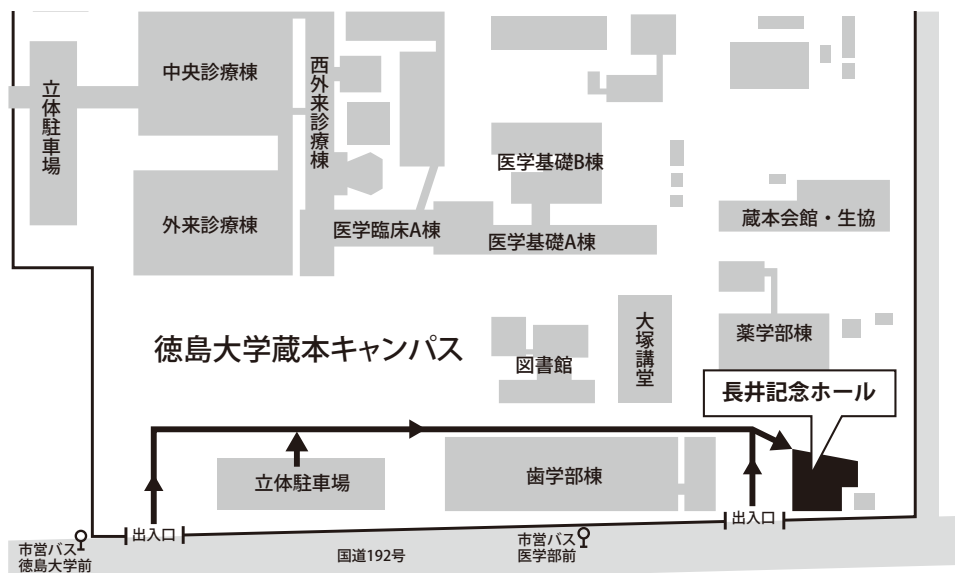 中央診療棟
立体駐車場
西外来診療棟
外来診療棟
医学臨床A棟
医学基礎B棟
医学基礎A棟
蔵本会館・生協
徳島大学蔵本キャンパス
図書館
大塚講堂
薬学部棟
長井記念ホール
立体駐車場
歯学部棟
出入口
出入口
市営バス
徳島大学前
国道192号
市営バス
医学部前